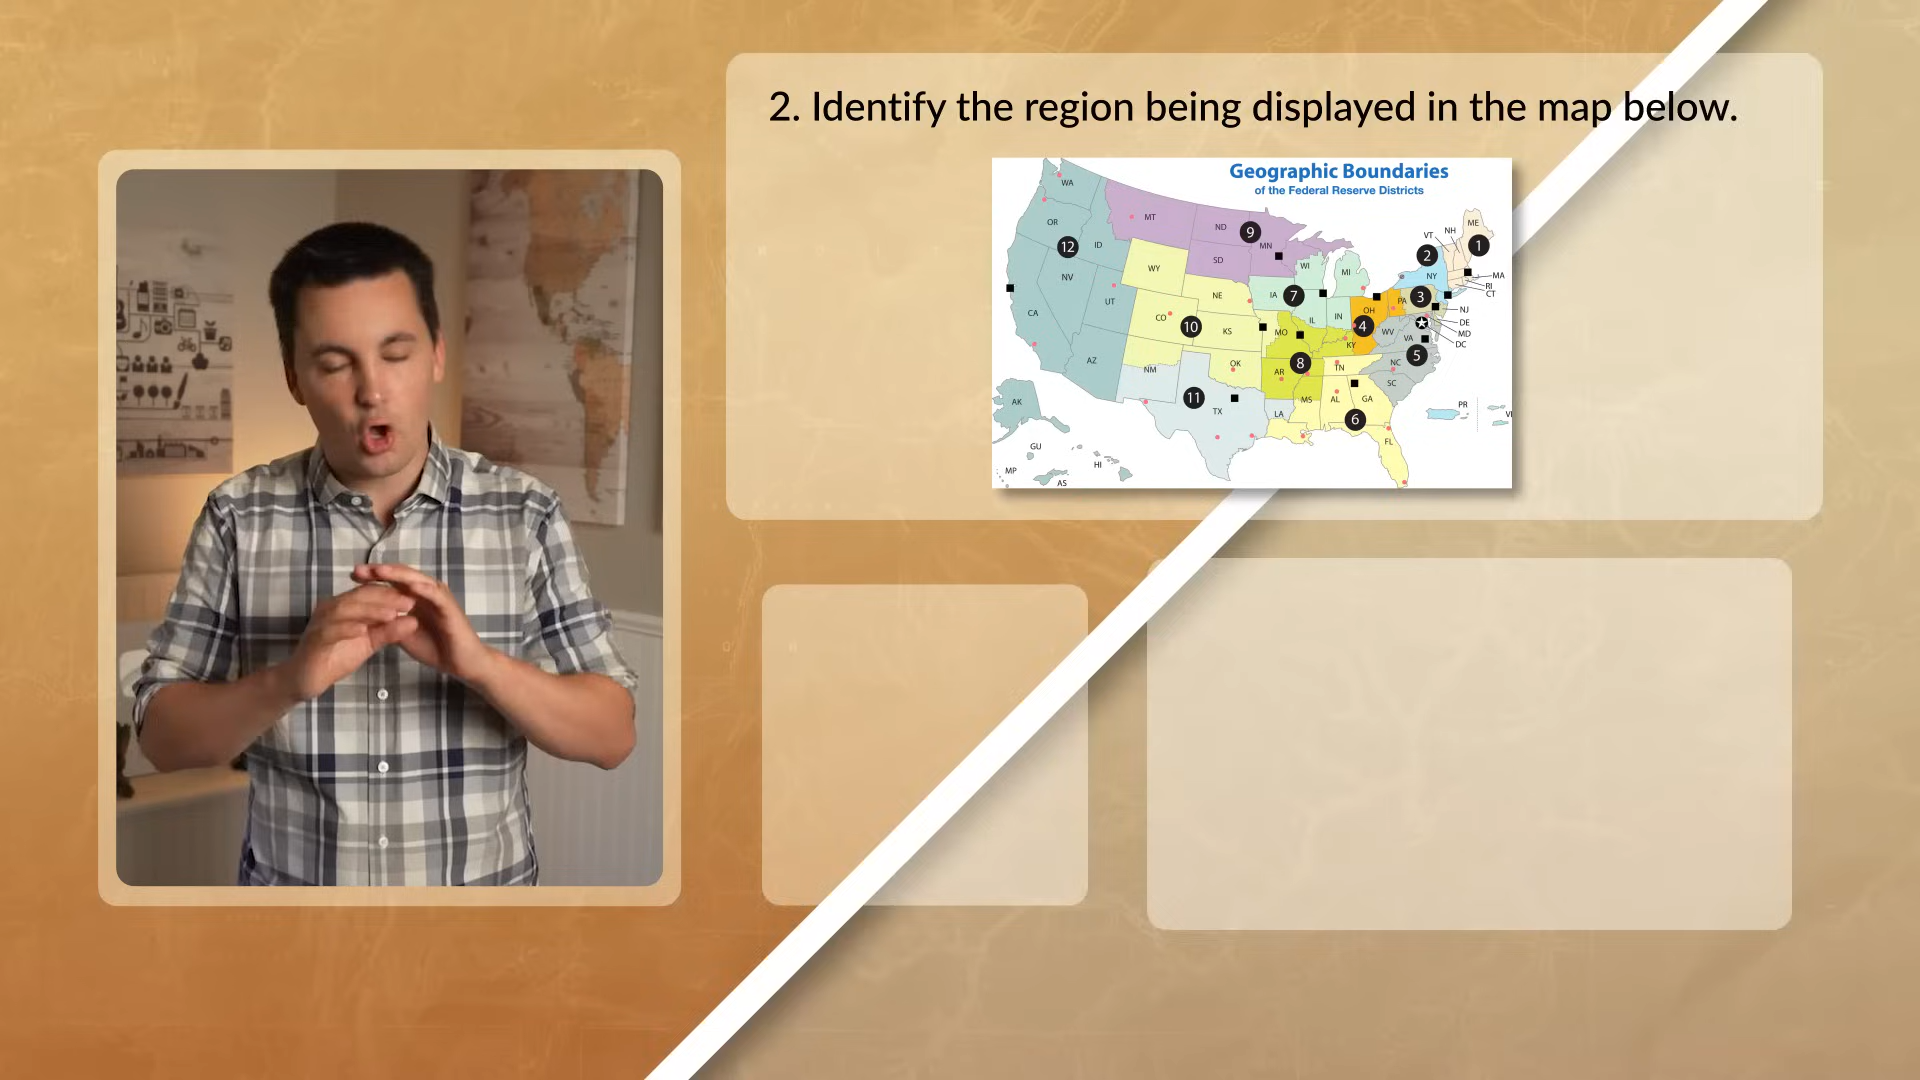 2. Identify the region being displayed in the map below.
Geographic Boundaries
of the Federal Reserve Districts
WA
MT
ND
9
MN
ME
VT
NH
1
OR
12
ID
SD
WI
MI
2
NY
MA
RI
CT
NV
WY
NE
IA
7
PA
3
NJ
UT
CA
CO
10
KS
MO
IL
IN
OH
4
WV
VA
DE
MD
DC
KY
5
AZ
NM
OK
AR
8
TN
NC
SC
11
TX
LA
MS
AL
GA
6
FL
AK
PR
VI
GU
HI
MP
AS